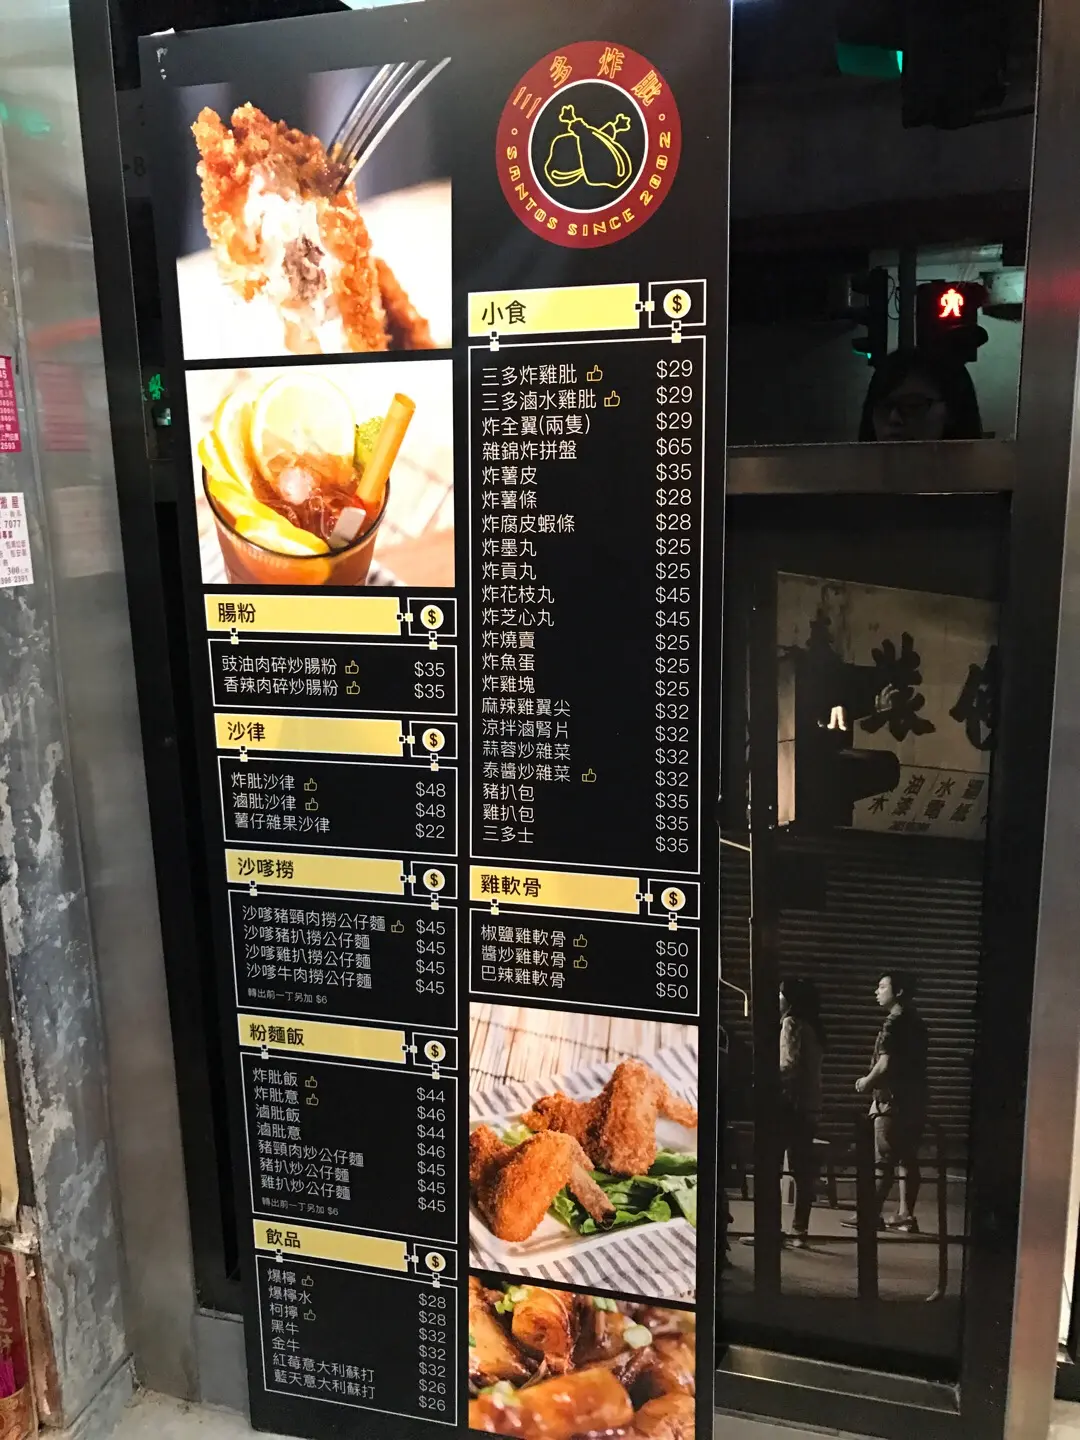 三多炸肶
SANTOS SINCE 2002
小食 $
三多炸雞肶 $29
三多滷水雞肶 $29
炸全翼(兩隻) $29
雜錦炸拼盤 $65
炸薯皮 $35
炸薯條 $28
炸腐皮蝦條 $28
炸墨丸 $25
炸貢丸 $25
炸花枝丸 $45
炸芝心丸 $45
炸燒賣 $25
炸魚蛋 $25
炸雞塊 $25
麻辣雞翼尖 $32
涼拌滷腎片 $32
蒜蓉炒雜菜 $32
泰醬炒雜菜 $32
豬扒包 $35
雞扒包 $35
三多士 $35
雞軟骨 $
椒鹽雞軟骨 $50
醬炒雞軟骨 $50
巴辣雞軟骨 $50
腸粉 $
豉油肉碎炒腸粉 $35
香辣肉碎炒腸粉 $35
沙律 $
炸肶沙律 $48
滷肶沙律 $48
薯仔雜果沙律 $22
沙嗲撈 $
沙嗲豬頸肉撈公仔麵 $45
沙嗲豬扒撈公仔麵 $45
沙嗲雞扒撈公仔麵 $45
沙嗲牛肉撈公仔麵 $45
轉出前一丁另加 $6
粉麵飯 $
炸肶飯 $44
炸肶意 $46
滷肶飯 $44
滷肶意 $46
豬頸肉炒公仔麵 $45
豬扒炒公仔麵 $45
雞扒炒公仔麵 $45
轉出前一丁另加 $6
飲品 $
爆檸 $28
爆檸水 $28
柯檸 $32
黑牛 $32
金牛 $32
紅莓意大利蘇打 $26
藍天意大利蘇打 $26
裝
油水
水漆電
7077